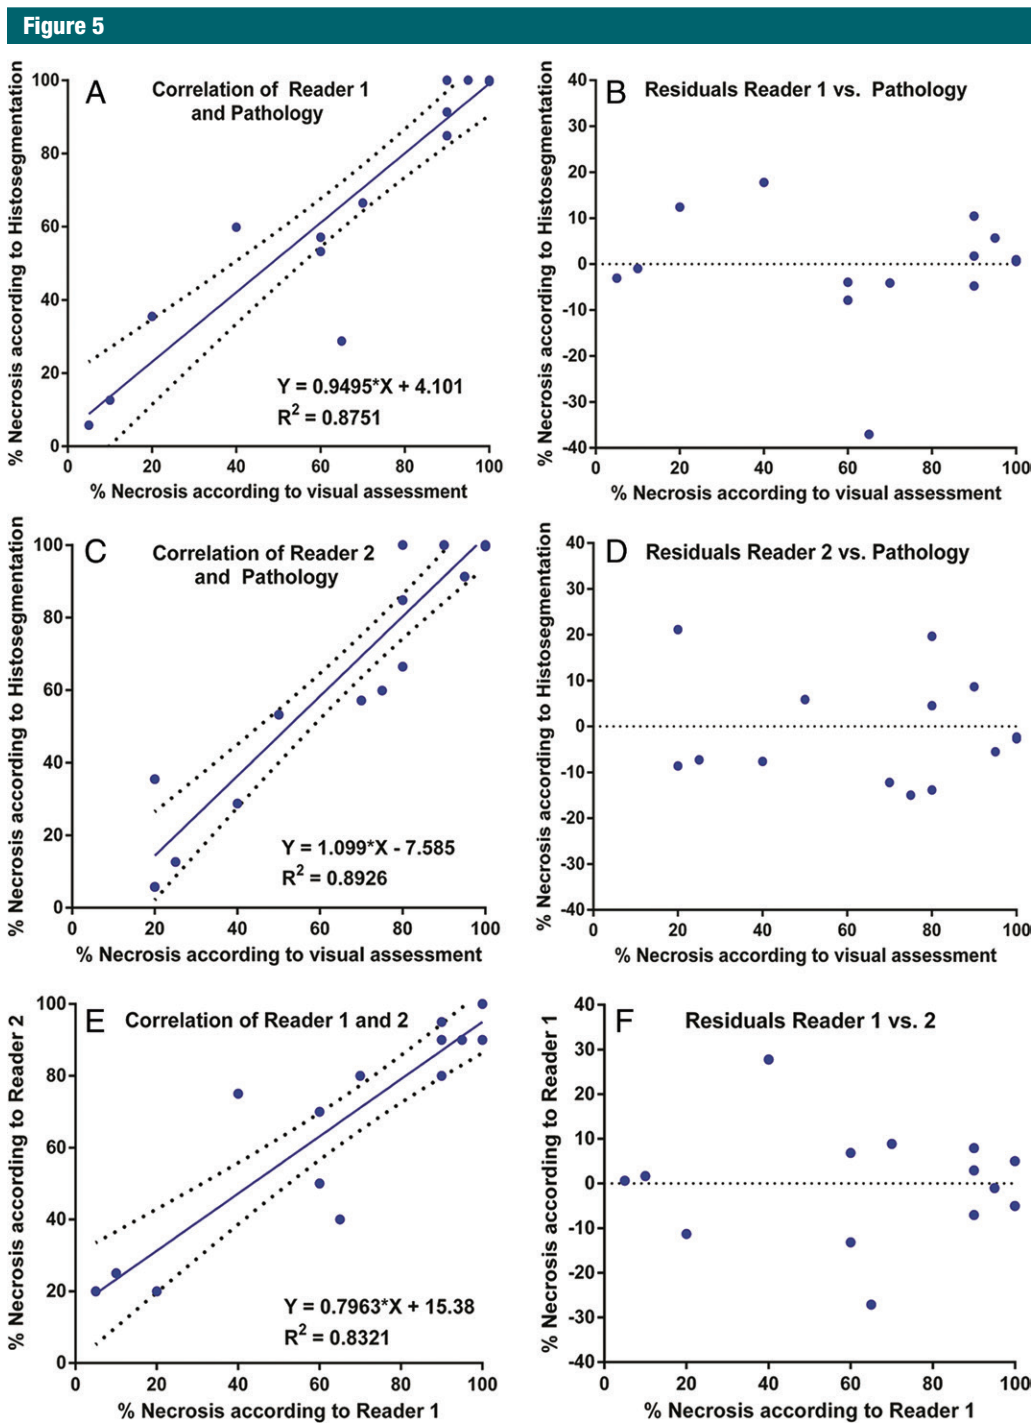 Figure 5
A
Correlation of Reader 1
and Pathology
% Necrosis according to Histosegmentation
100
80
60
40
20
0
Y = 0.9495*X + 4.101
R² = 0.8751
0 20 40 60 80 100
% Necrosis according to visual assessment
B
Residuals Reader 1 vs. Pathology
% Necrosis according to Histosegmentation
40
30
20
10
0
-10
-20
-30
-40
0 20 40 60 80 100
% Necrosis according to visual assessment
C
Correlation of Reader 2
and Pathology
% Necrosis according to Histosegmentation
100
80
60
40
20
0
Y = 1.099*X - 7.585
R² = 0.8926
0 20 40 60 80 100
% Necrosis according to visual assessment
D
Residuals Reader 2 vs. Pathology
% Necrosis according to Histosegmentation
40
30
20
10
0
-10
-20
-30
-40
0 20 40 60 80 100
% Necrosis according to visual assessment
E
Correlation of Reader 1 and 2
% Necrosis according to Reader 2
100
80
60
40
20
0
Y = 0.7963*X + 15.38
R² = 0.8321
0 20 40 60 80 100
% Necrosis according to Reader 1
F
Residuals Reader 1 vs. 2
% Necrosis according to Reader 1
40
30
20
10
0
-10
-20
-30
-40
0 20 40 60 80 100
% Necrosis according to Reader 1